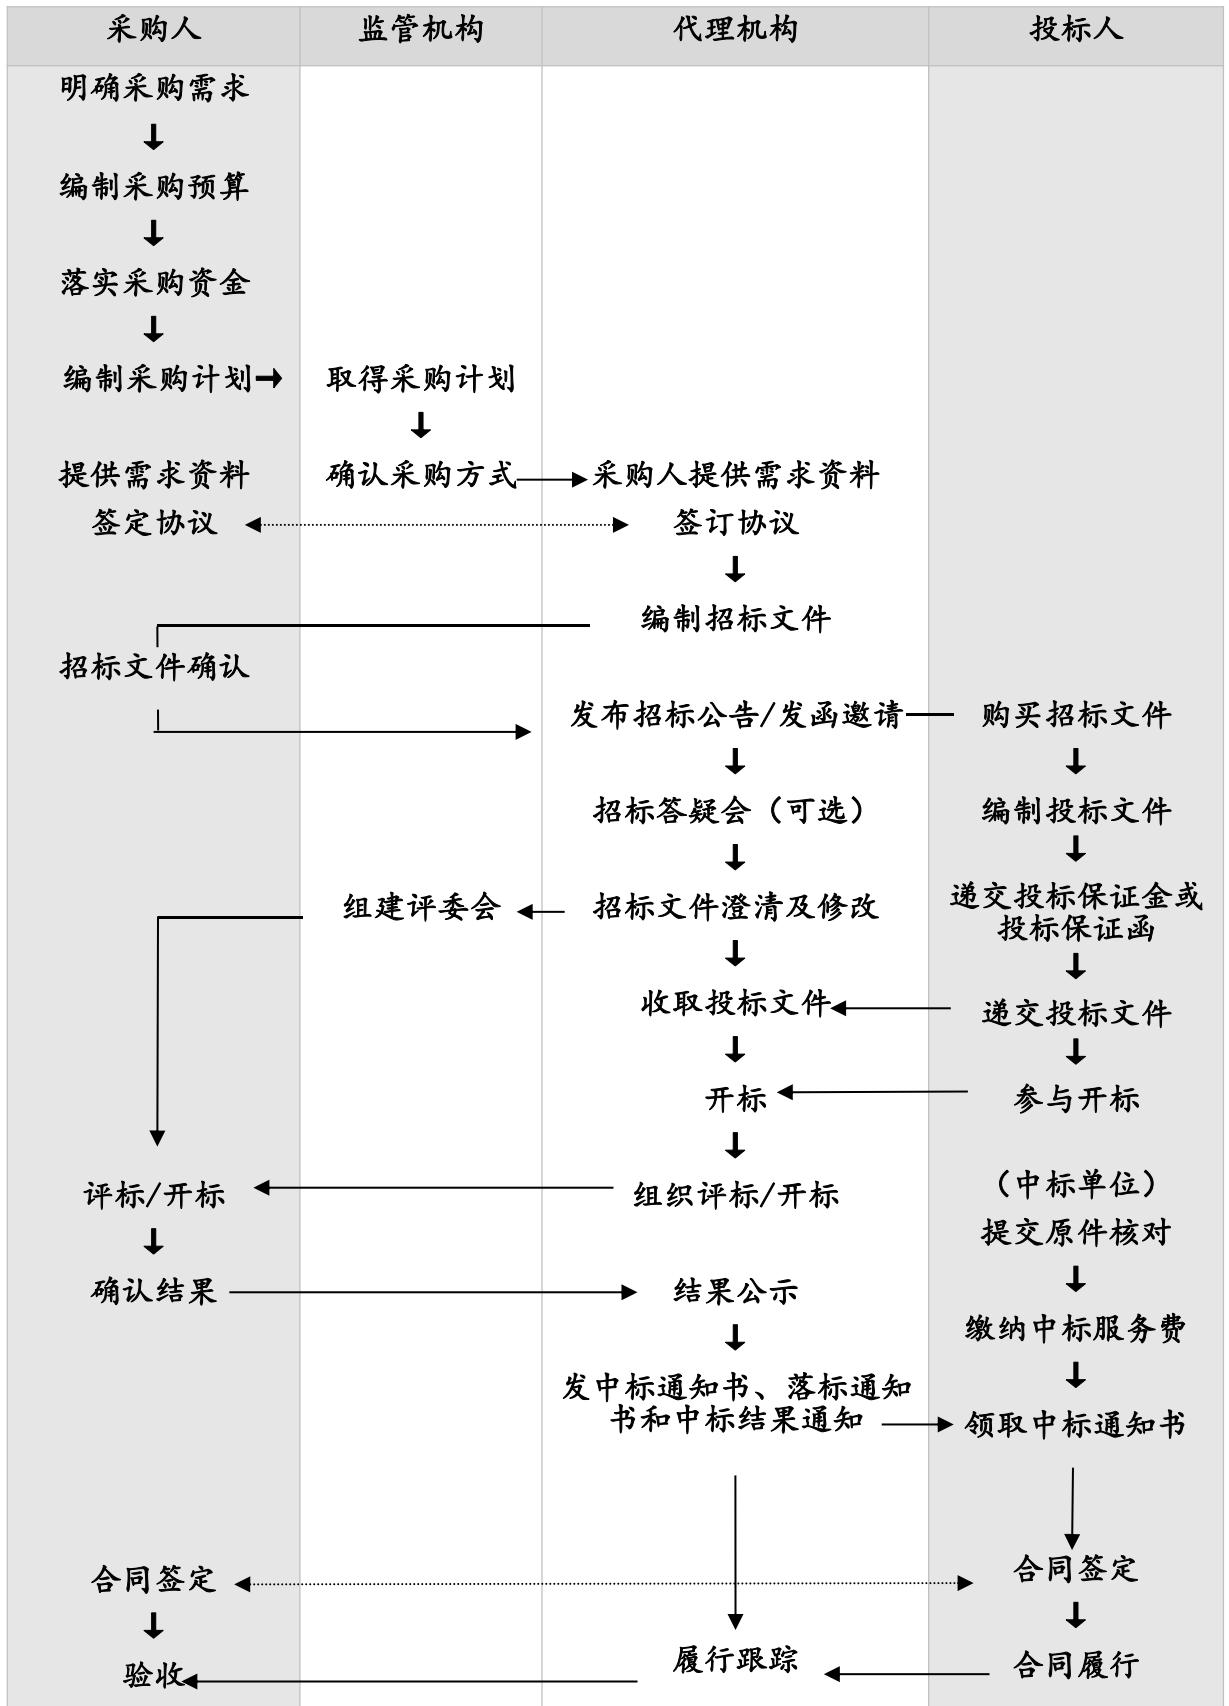 采购人 监管机构 代理机构 投标人
明确采购需求
编制采购预算
落实采购资金
编制采购计划 取得采购计划
提供需求资料 确认采购方式 采购人提供需求资料
签定协议 签订协议
编制招标文件
招标文件确认
发布招标公告/发函邀请 购买招标文件
招标答疑会（可选） 编制投标文件
组建评委会 招标文件澄清及修改 递交投标保证金或
投标保证函
收取投标文件 递交投标文件
开标 参与开标
评标/开标 组织评标/开标 （中标单位）
提交原件核对
确认结果 结果公示
缴纳中标服务费
发中标通知书、落标通知
书和中标结果通知 领取中标通知书
合同签定 合同签定
验收 履行跟踪 合同履行